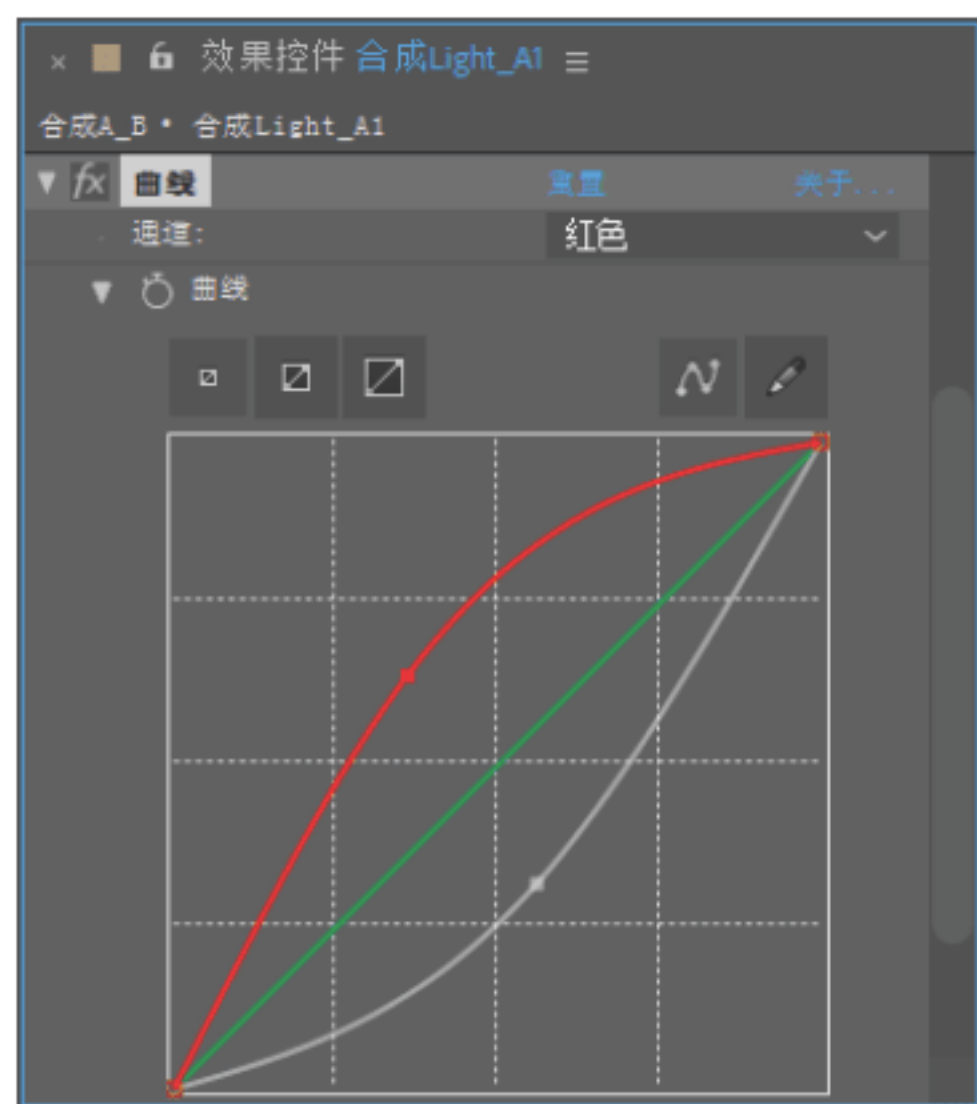 效果控件 合成Light_A1
合成A_B • 合成Light_A1
fx 曲线 重置 关于...
通道: 红色
曲线